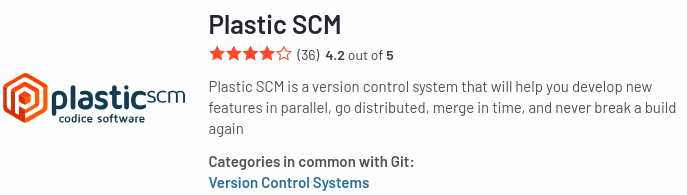 Plastic SCM
(36) 4.2 out of 5
plasticscm
codice software
Plastic SCM is a version control system that will help you develop new
features in parallel, go distributed, merge in time, and never break a build
again
Categories in common with Git:
Version Control Systems